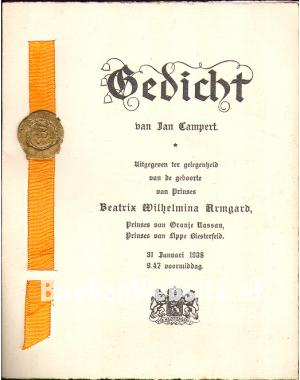 Gedicht
van Jan Campert.
*
Uitgegeven ter gelegenheid
van de geboorte
van Prinses
Beatrix Wilhelmina Armgard,
Prinses van Oranje Nassau,
Prinses van Lippe Biesterfeld.
31 Januari 1938
9.47 voormiddag.